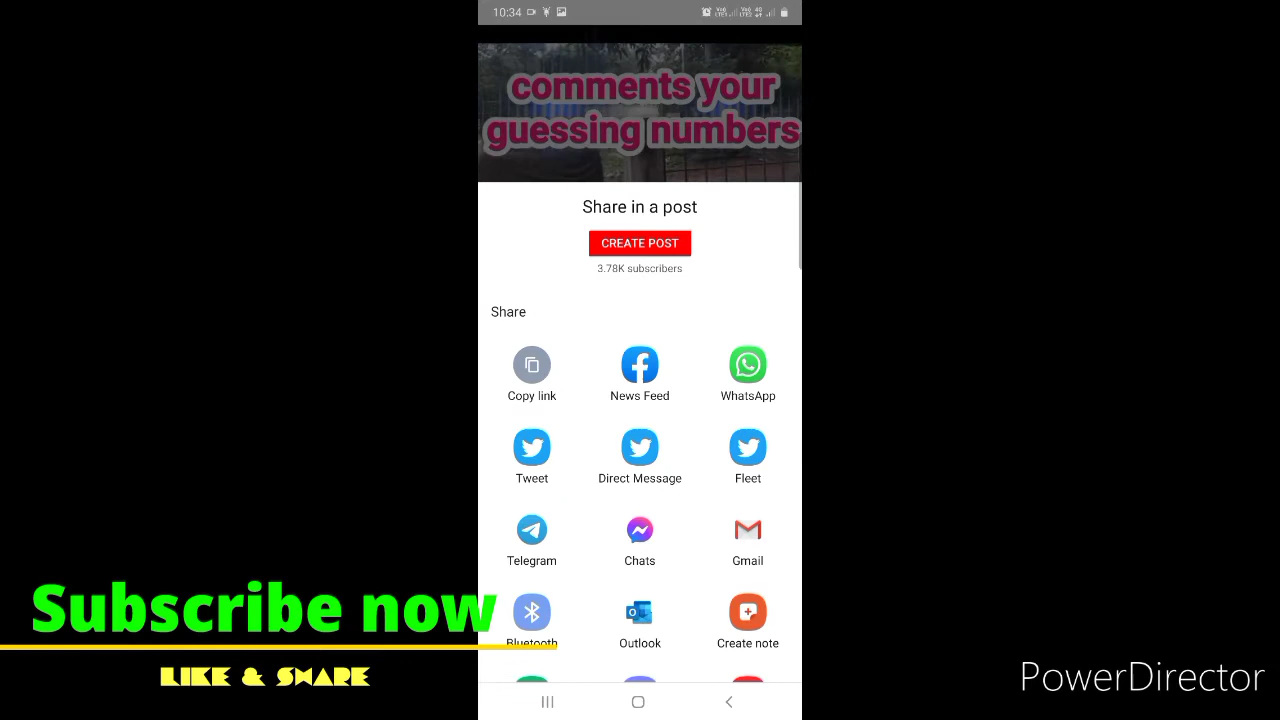 10:34
comments your
guessing numbers
Share in a post
CREATE POST
3.78K subscribers
Share
Copy link
News Feed
WhatsApp
Tweet
Direct Message
Fleet
Telegram
Chats
Gmail
Bluetooth
Outlook
Create note
Subscribe now
LIKE & SHARE
PowerDirector